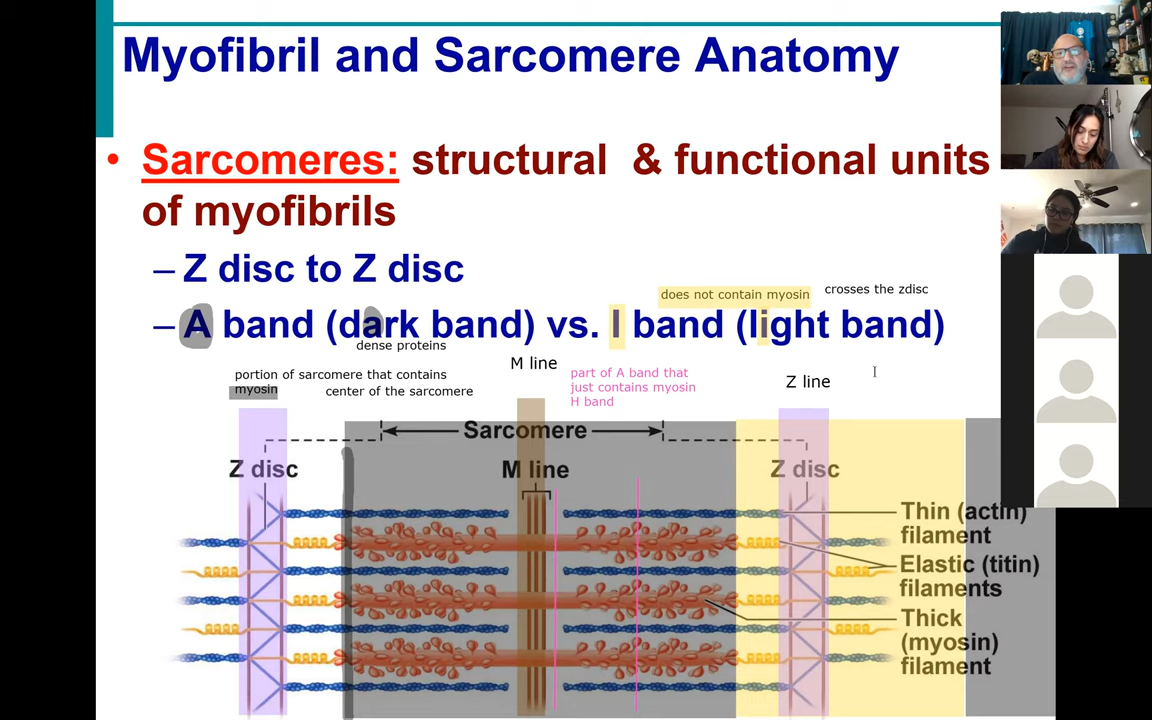 Myofibril and Sarcomere Anatomy
• Sarcomeres: structural & functional units
of myofibrils
– Z disc to Z disc
does not contain myosin
crosses the zdisc
– A band (dark band) vs. I band (light band)
dense proteins
portion of sarcomere that contains
myosin
center of the sarcomere
M line
part of A band that
just contains myosin
H band
Z line
Sarcomere
Z disc
M line
Z disc
Thin (actin)
filament
Elastic (titin)
filaments
Thick
(myosin)
filament